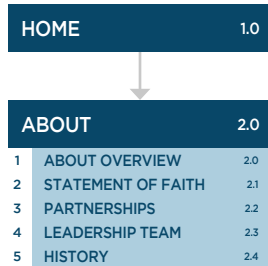 HOME 1.0
ABOUT 2.0
1 ABOUT OVERVIEW 2.0
2 STATEMENT OF FAITH 2.1
3 PARTNERSHIPS 2.2
4 LEADERSHIP TEAM 2.3
5 HISTORY 2.4